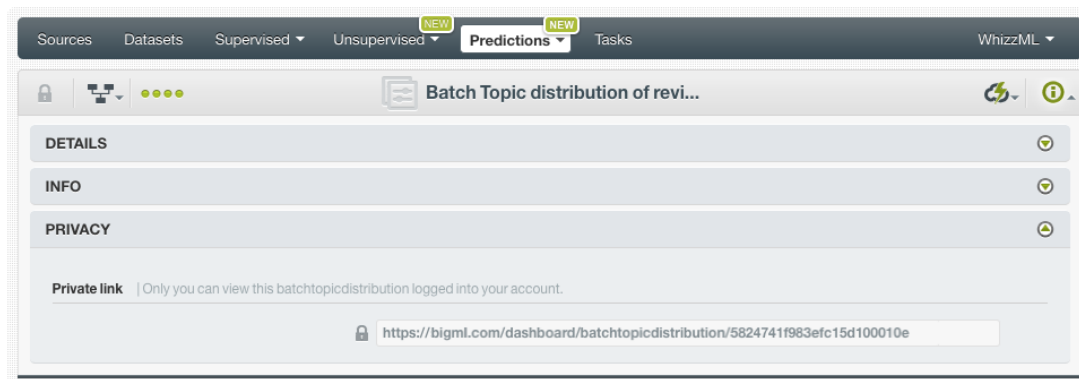 NEW NEW
Sources Datasets Supervised Unsupervised Predictions Tasks WhizzML
Batch Topic distribution of revi...
DETAILS
INFO
PRIVACY
Private link | Only you can view this batchtopicdistribution logged into your account.
https://bigml.com/dashboard/batchtopicdistribution/5824741f983efc15d100010e